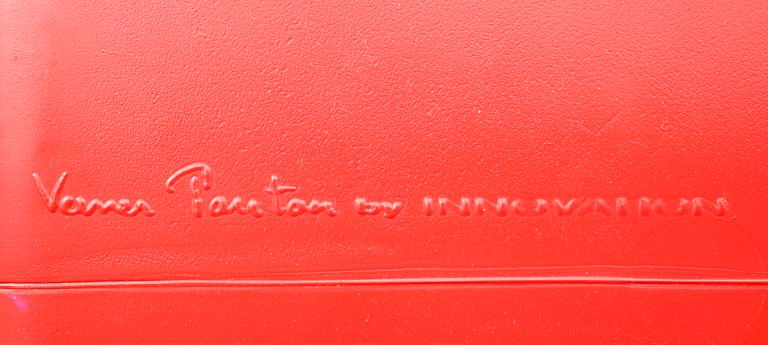 Verner Panton BY INNOVATION